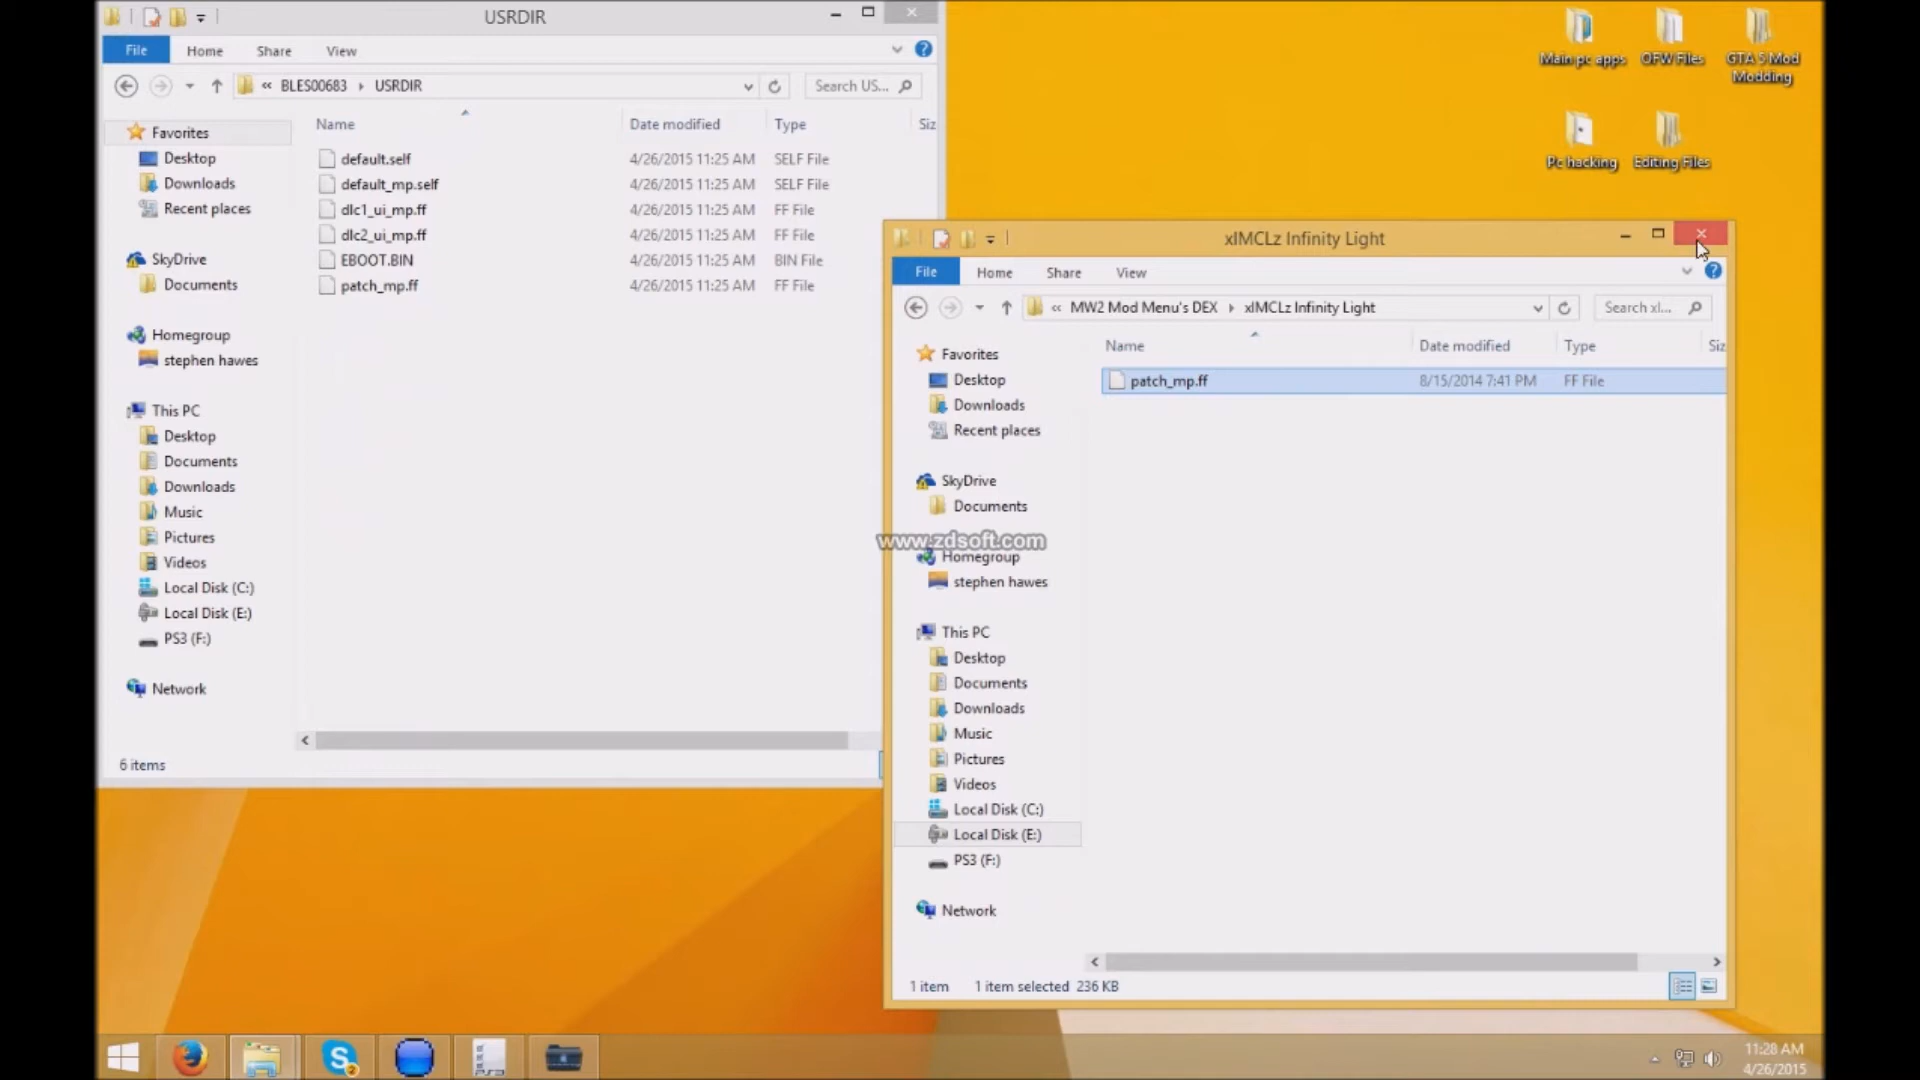 USRDIR
File Home Share View
« BLES00683 USRDIR
Search US...
Name Date modified Type Siz
Favorites
Desktop
Downloads
Recent places
SkyDrive
Documents
Homegroup
stephen hawes
This PC
Desktop
Documents
Downloads
Music
Pictures
Videos
Local Disk (C:)
Local Disk (E:)
PS3 (F:)
Network
default.self 4/26/2015 11:25 AM SELF File
default_mp.self 4/26/2015 11:25 AM SELF File
dlc1_ui_mp.ff 4/26/2015 11:25 AM FF File
dlc2_ui_mp.ff 4/26/2015 11:25 AM FF File
EBOOT.BIN 4/26/2015 11:25 AM BIN File
patch_mp.ff 4/26/2015 11:25 AM FF File
6 items
Main pc apps
OFW Files
GTA 5 Mod
Modding
Pc hacking
Editing Files
xIMCLz Infinity Light
File Home Share View
« MW2 Mod Menu's DEX xIMCLz Infinity Light
Search xI...
Name Date modified Type Siz
Favorites
Desktop
Downloads
Recent places
SkyDrive
Documents
Homegroup
stephen hawes
This PC
Desktop
Documents
Downloads
Music
Pictures
Videos
Local Disk (C:)
Local Disk (E:)
PS3 (F:)
Network
patch_mp.ff 8/15/2014 7:41 PM FF File
1 item 1 item selected 236 KB
www.zdsoft.com
11:28 AM
4/26/2015